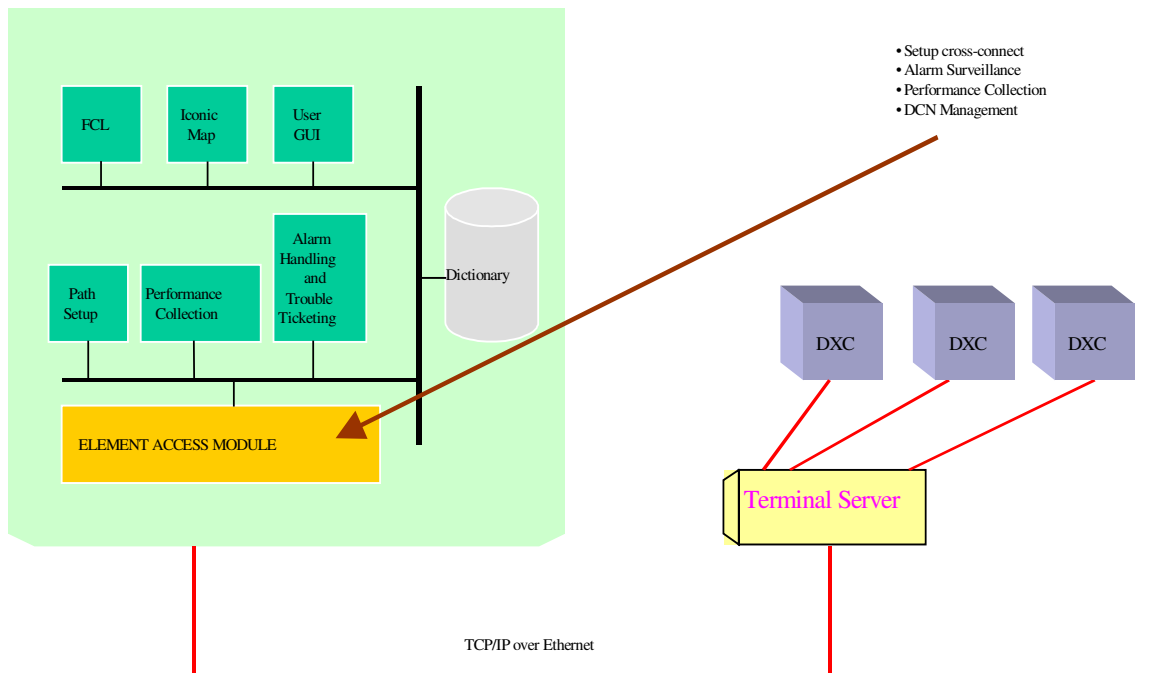 • Setup cross-connect
• Alarm Surveillance
• Performance Collection
• DCN Management
FCL
Iconic
Map
User
GUI
Alarm
Handling
and
Trouble
Ticketing
Path
Setup
Performance
Collection
Dictionary
DXC
DXC
DXC
ELEMENT ACCESS MODULE
Terminal Server
TCP/IP over Ethernet